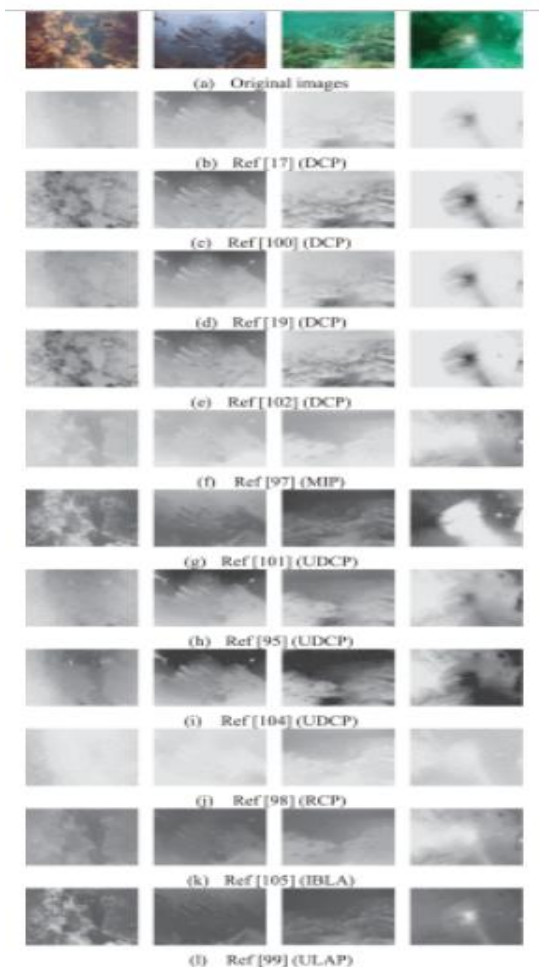 (a) Original images
(b) Ref [17] (DCP)
(c) Ref [100] (DCP)
(d) Ref [19] (DCP)
(e) Ref [102] (DCP)
(f) Ref [97] (MIP)
(g) Ref [101] (UDCP)
(h) Ref [95] (UDCP)
(i) Ref [104] (UDCP)
(j) Ref [98] (RCP)
(k) Ref [105] (IBLA)
(l) Ref [99] (ULAP)